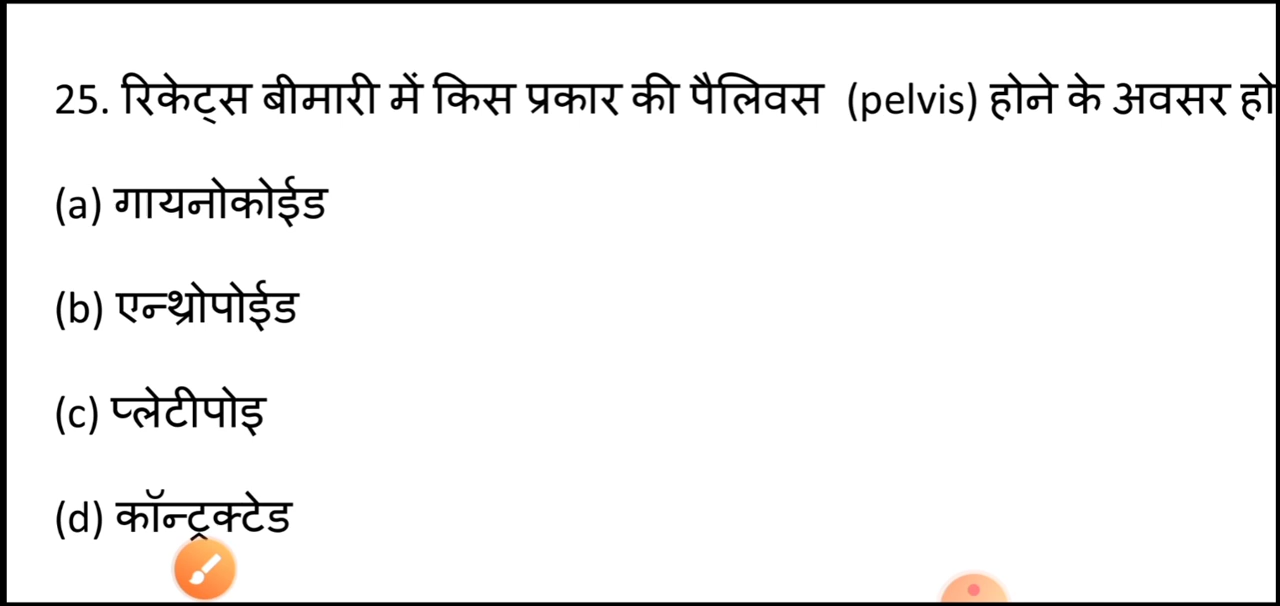 25. रिकेट्स बीमारी में किस प्रकार की पैलिवस (pelvis) होने के अवसर हो
(a) गायनोकोईड
(b) एन्थ्रोपोईड
(c) प्लेटीपोइ
(d) कॉन्ट्रक्टेड